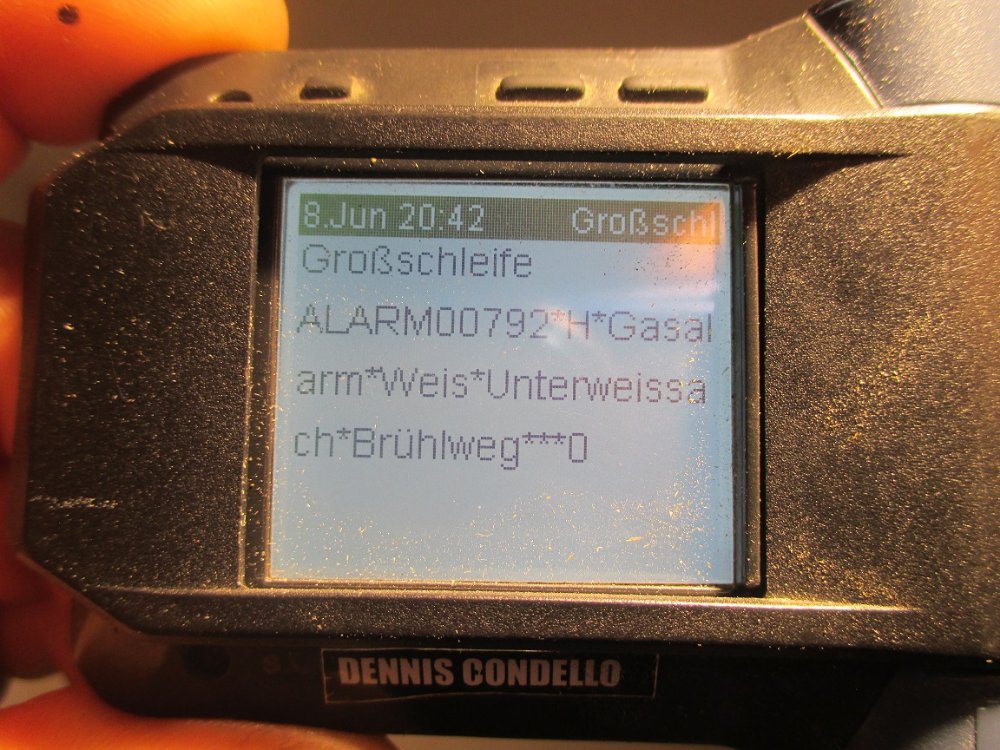 8.Jun 20:42 Großschl
Großschleife
ALARM00792*H*Gasal
arm*Weis*Unterweissa
ch*Brühlweg***0
DENNIS CONDELLO